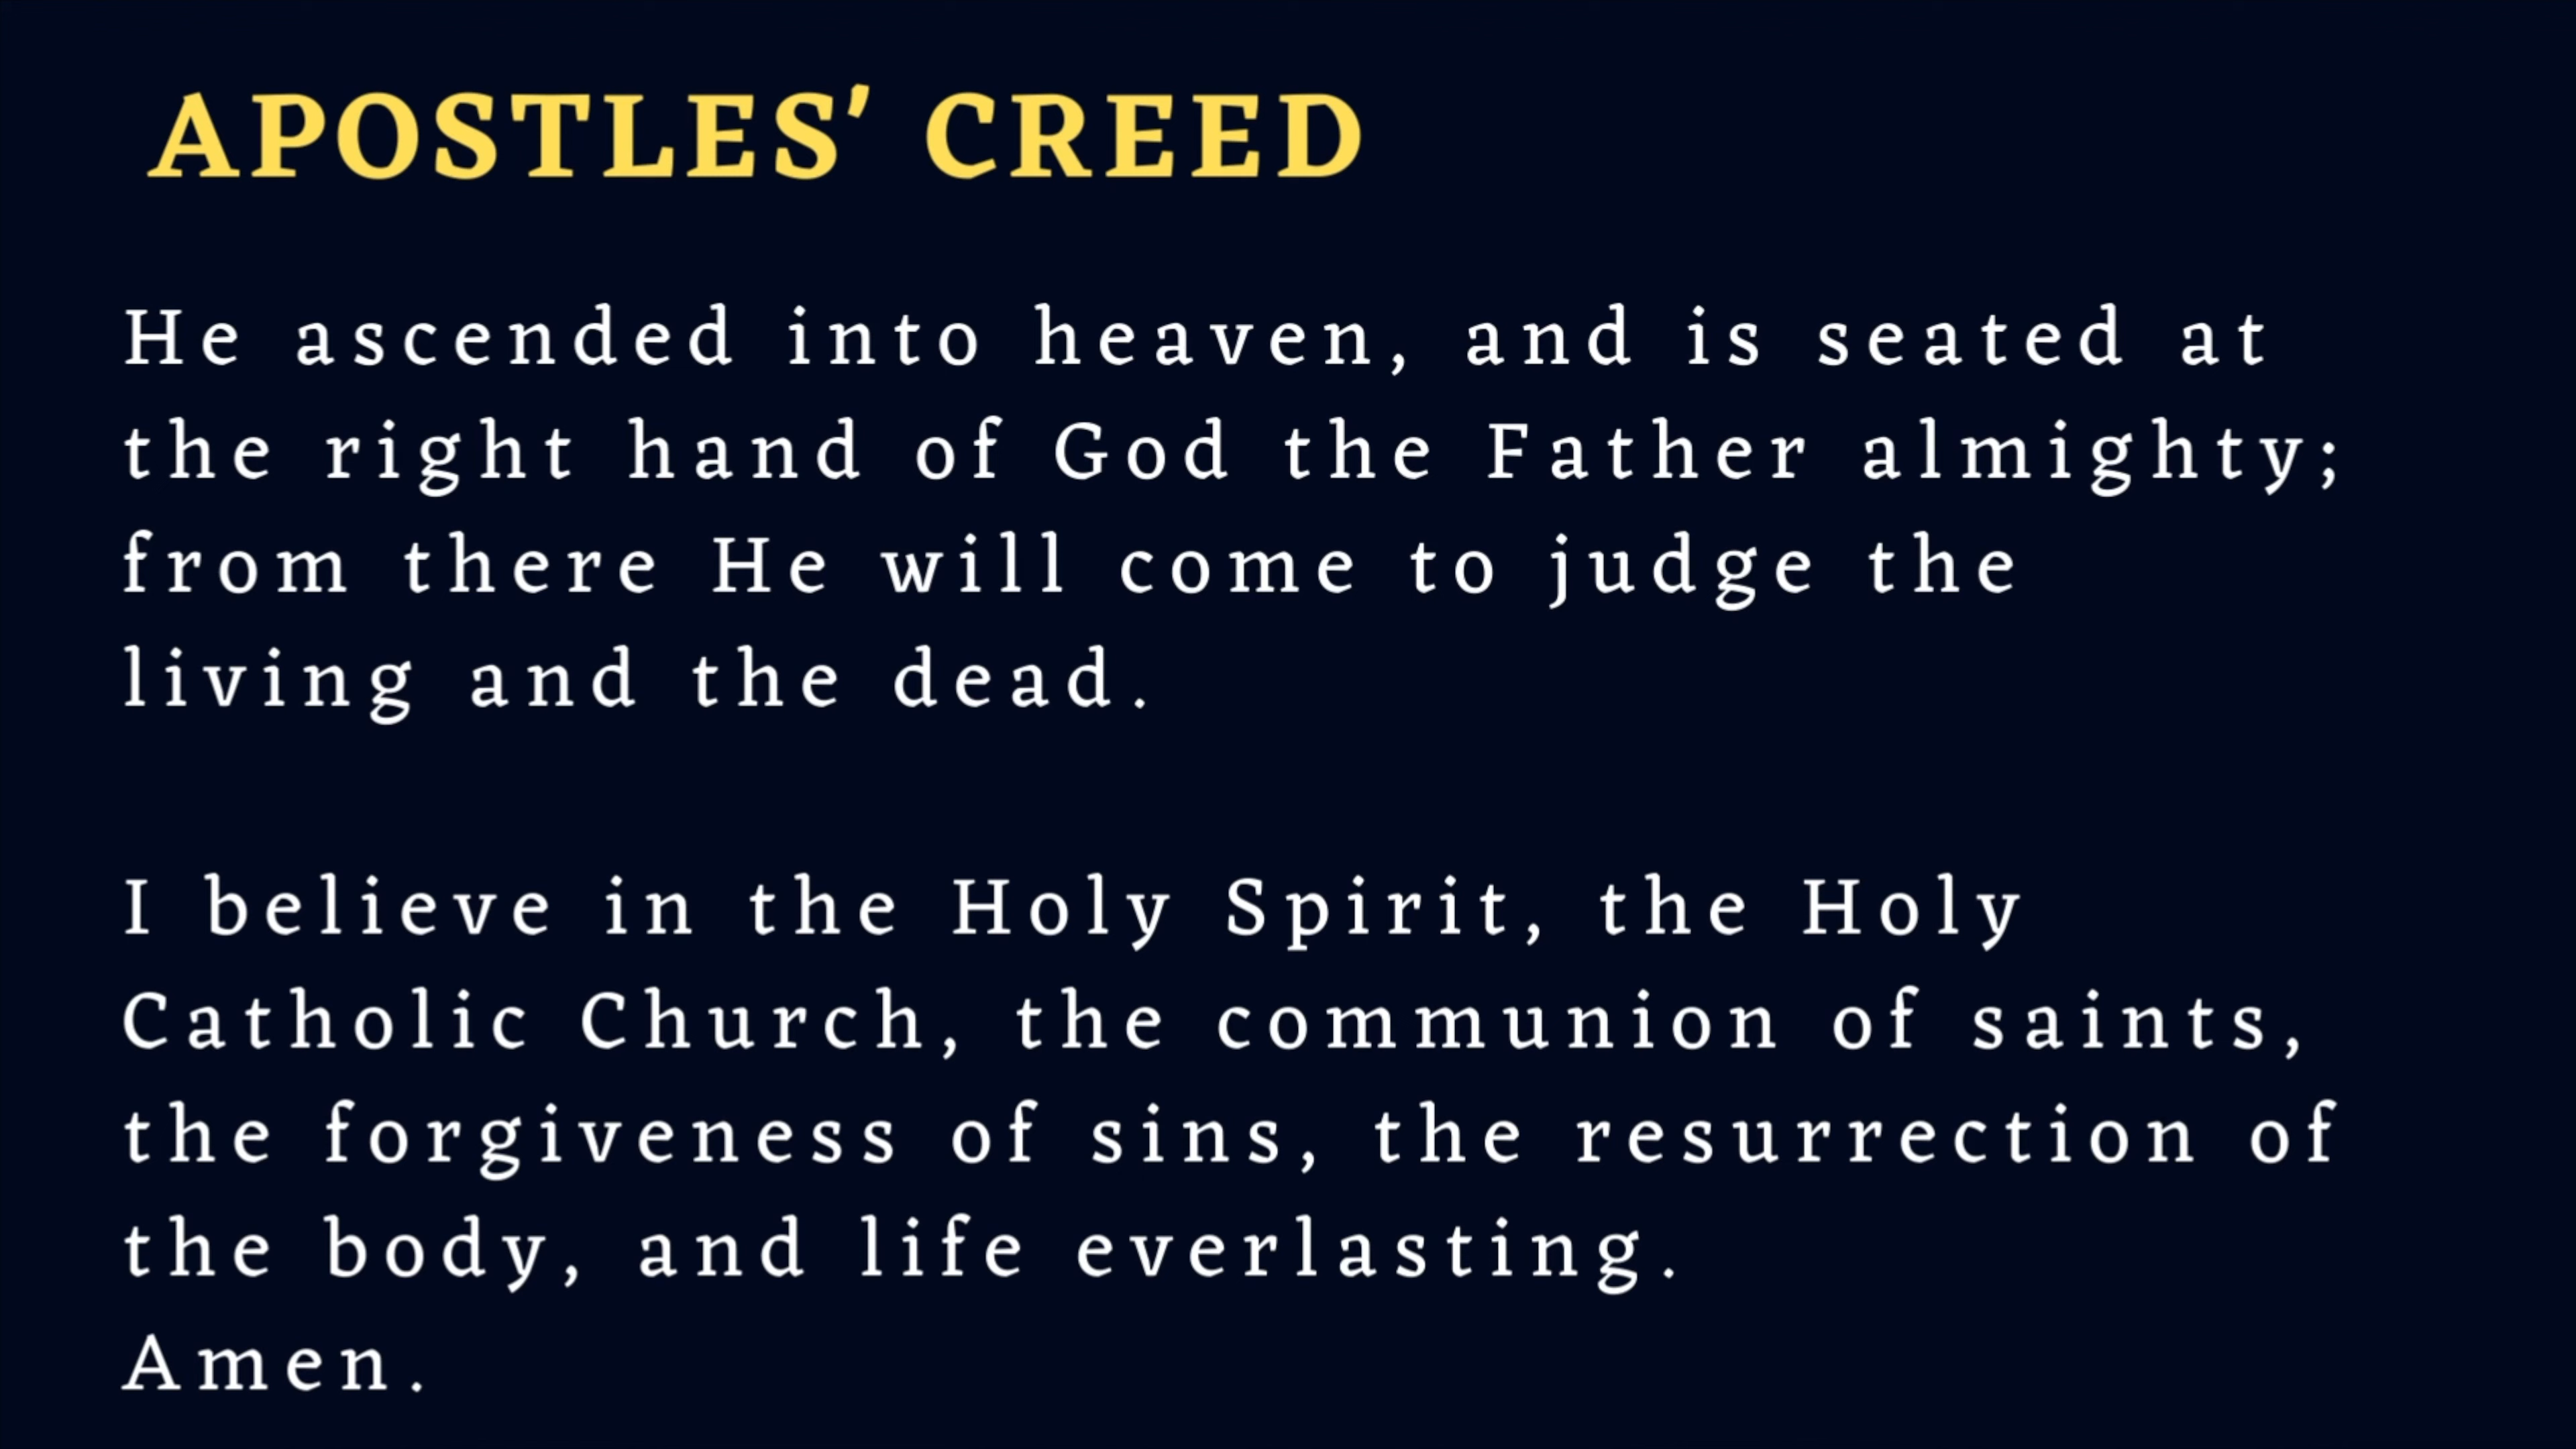 APOSTLES' CREED
He ascended into heaven, and is seated at
the right hand of God the Father almighty;
from there He will come to judge the
living and the dead.
I believe in the Holy Spirit, the Holy
Catholic Church, the communion of saints,
the forgiveness of sins, the resurrection of
the body, and life everlasting.
Amen.